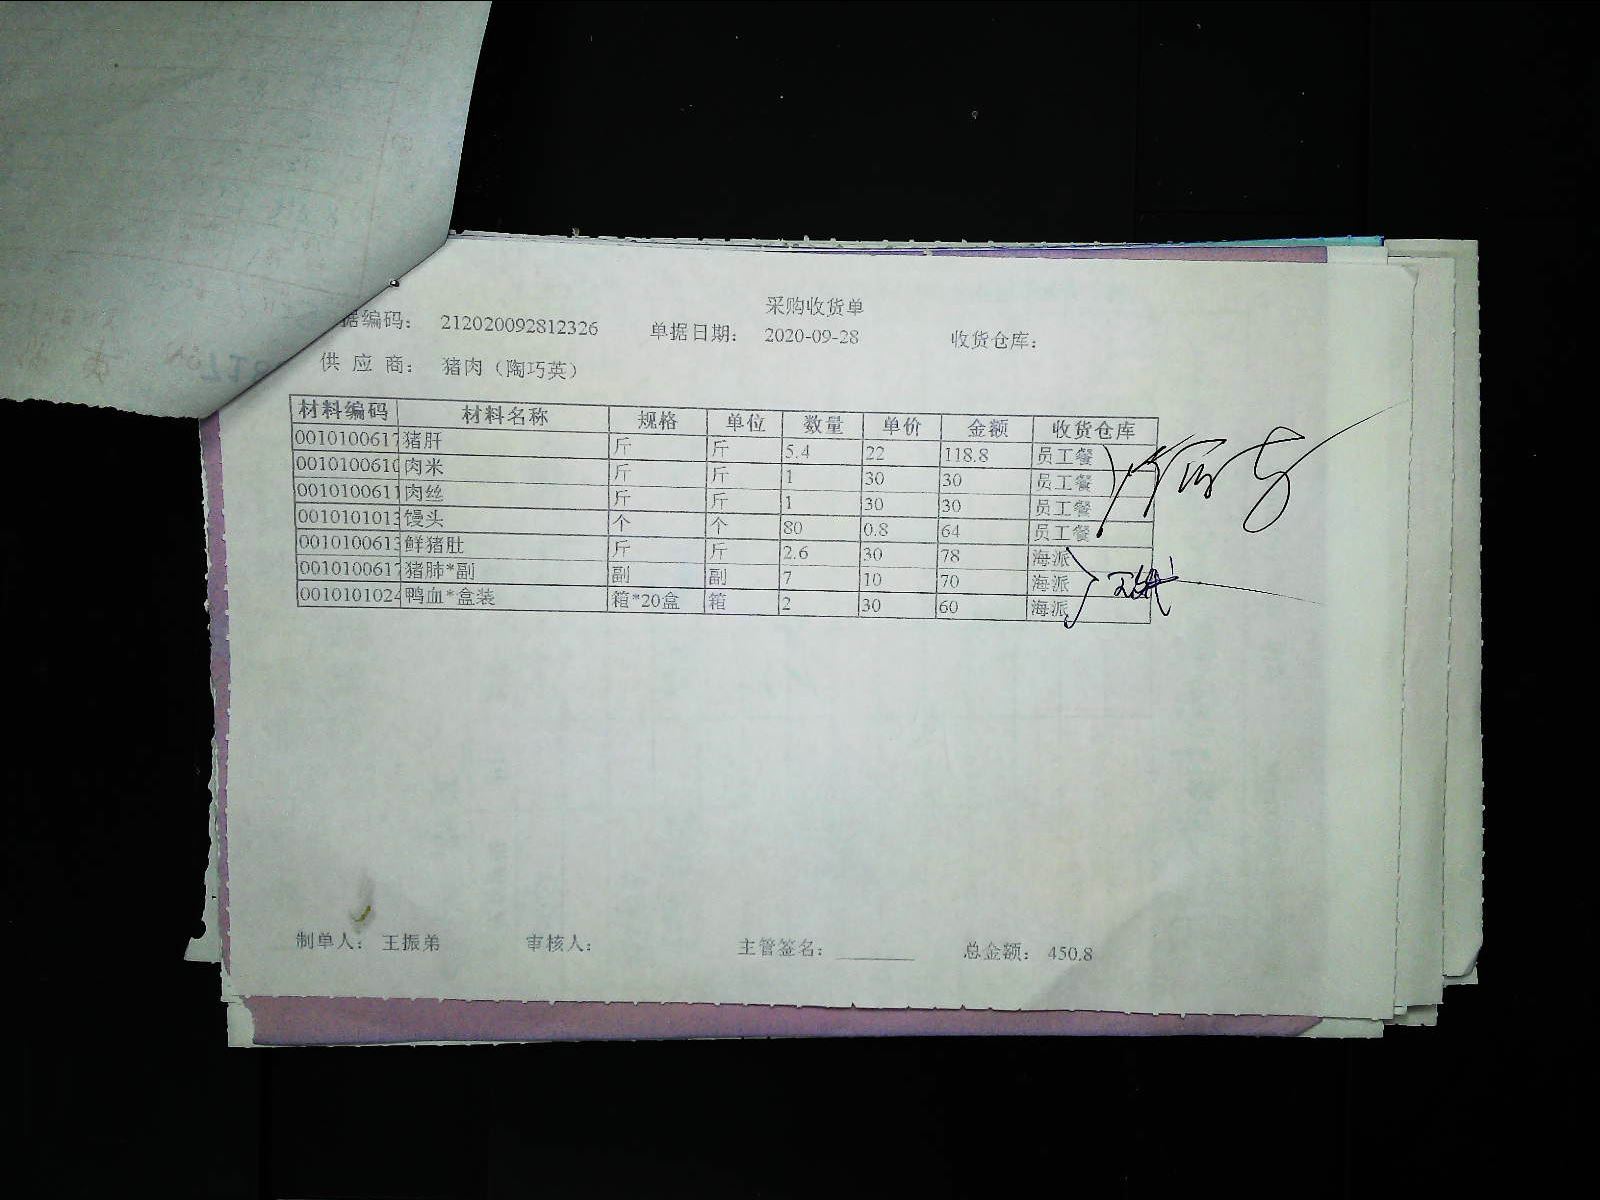 采购收货单
据编码: 212020092812326 单据日期: 2020-09-28 收货仓库:
供 应 商: 猪肉（陶巧英）
材料编码 材料名称 规格 单位 数量 单价 金额 收货仓库
0010100617 猪肝 斤 斤 5.4 22 118.8 员工餐
0010100610 肉米 斤 斤 1 30 30 员工餐
0010100611 肉丝 斤 斤 1 30 30 员工餐
0010101013 馒头 个 个 80 0.8 64 员工餐
0010100613 鲜猪肚 斤 斤 2.6 30 78 海派
0010100617 猪肺*副 副 副 7 10 70 海派
0010101024 鸭血*盒装 箱*20盒 箱 2 30 60 海派
制单人: 王振弟 审核人: 主管签名: 总金额: 450.8